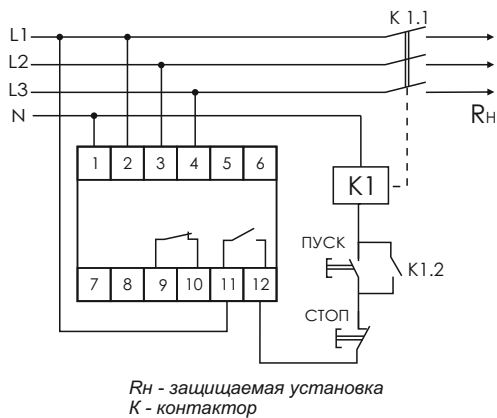 L1
K 1.1
L2
L3
N
Rн
1 2 3 4 5 6
K1
ПУСК
K1.2
7 8 9 10 11 12
СТОП
Rн - защищаемая установка
К - контактор